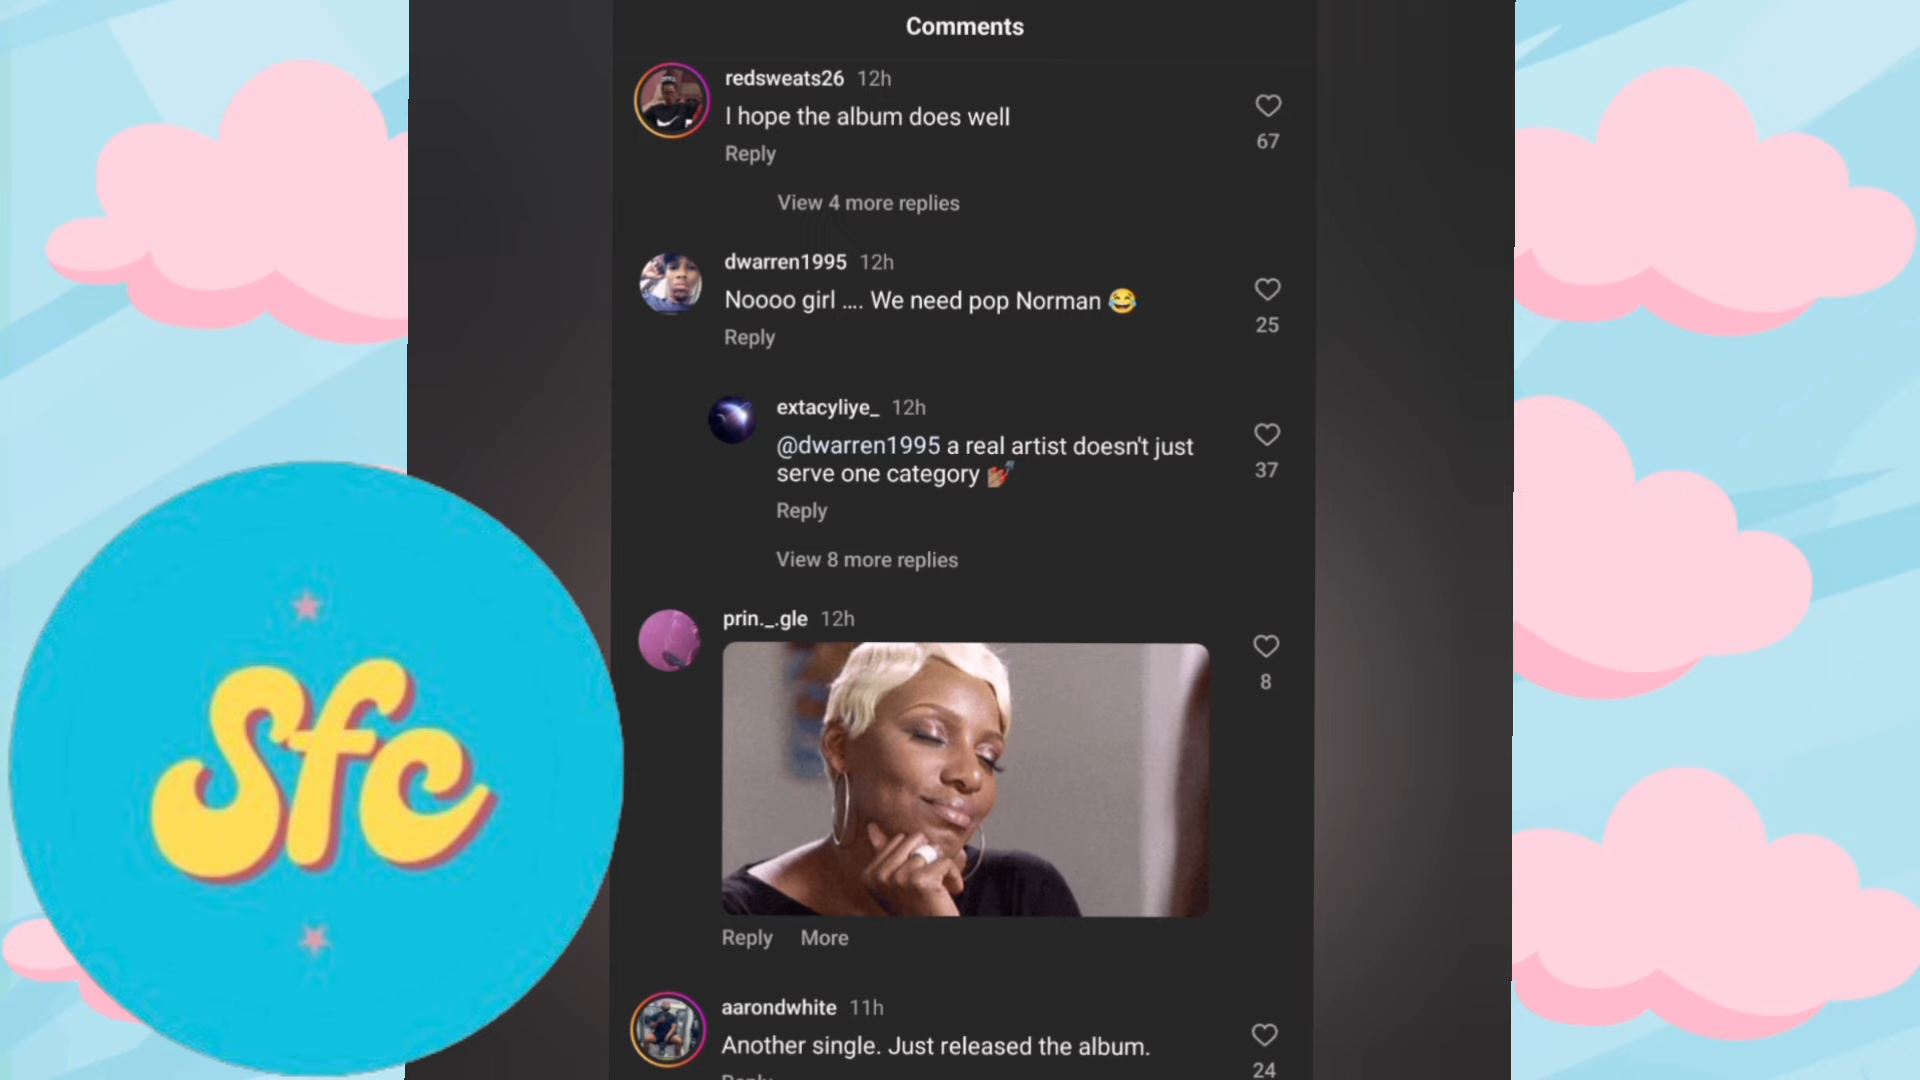 Comments
redsweats26 12h
I hope the album does well
67
Reply
View 4 more replies
dwarren1995 12h
Noooo girl .... We need pop Norman 😂
25
Reply
extacyliye_ 12h
@dwarren1995 a real artist doesn't just
serve one category 💅🏾
37
Reply
View 8 more replies
prin._.gle 12h
8
Reply More
aarondwhite 11h
Another single. Just released the album.
24
Reply
sfc